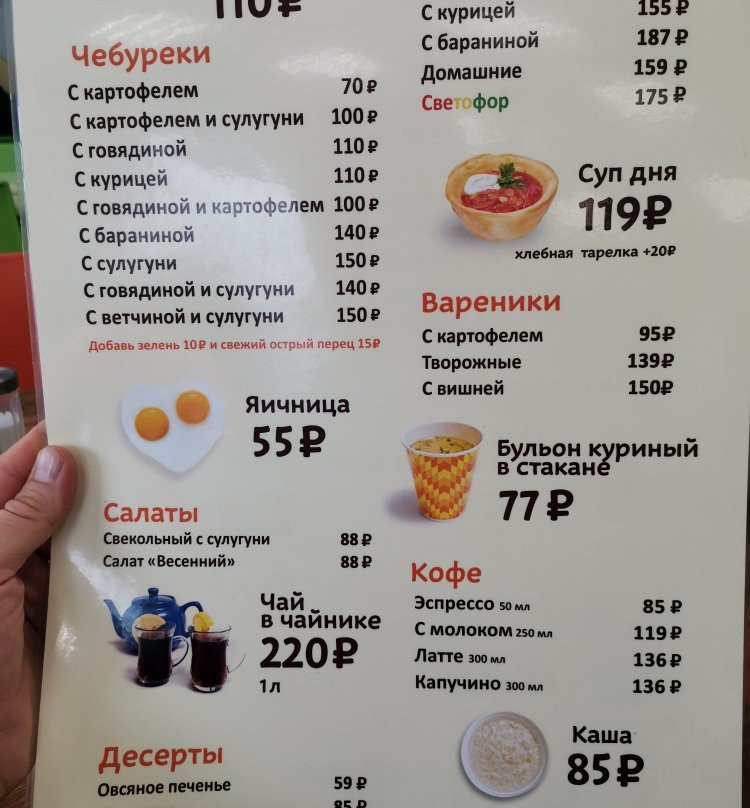 110₽
Чебуреки
С картофелем 70₽
С картофелем и сулугуни 100₽
С говядиной 110₽
С курицей 110₽
С говядиной и картофелем 100₽
С бараниной 140₽
С сулугуни 150₽
С говядиной и сулугуни 140₽
С ветчиной и сулугуни 150₽
Добавь зелень 10₽ и свежий острый перец 15₽
Яичница
55₽
Салаты
Свекольный с сулугуни 88₽
Салат «Весенний» 88₽
Чай
в чайнике
220₽
1л
Десерты
Овсяное печенье 59₽
85₽
С курицей 155₽
С бараниной 187₽
Домашние 159₽
Светофор 175₽
Суп дня
119₽
хлебная тарелка +20₽
Вареники
С картофелем 95₽
Творожные 139₽
С вишней 150₽
Бульон куриный
в стакане
77₽
Кофе
Эспрессо 50 мл 85₽
С молоком 250 мл 119₽
Латте 300 мл 136₽
Капучино 300 мл 136₽
Каша
85₽